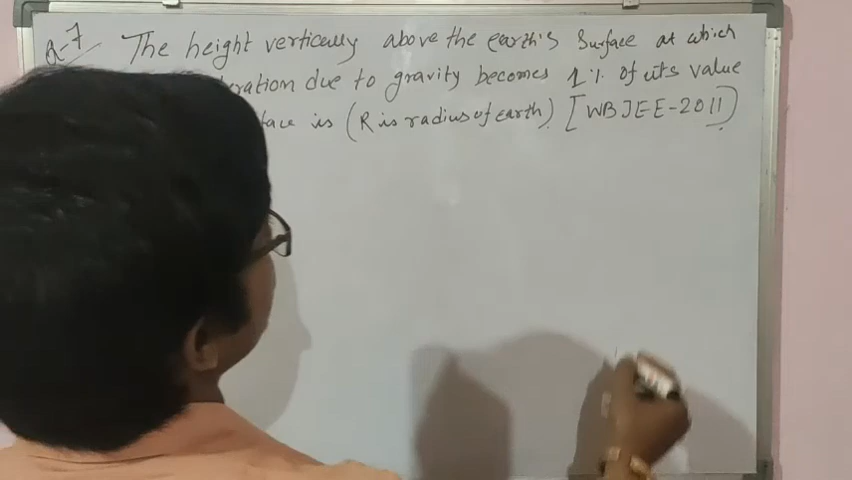 Q-7 The height vertically above the earth's surface at which
eration due to gravity becomes 1% of its value
face is (R is radius of earth). [WBJEE-2011]